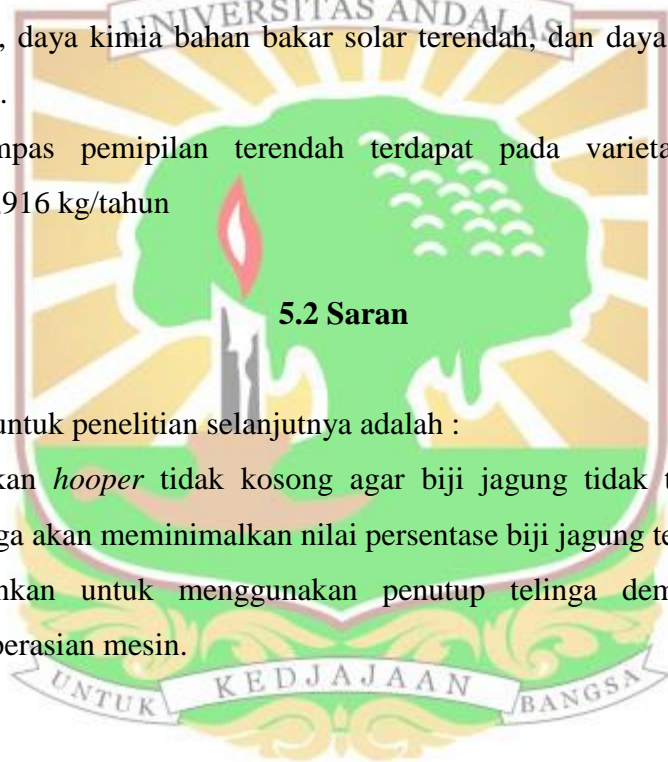 UNIVERSITAS ANDALAS
, daya kimia bahan bakar solar terendah, dan daya
.
mpas pemipilan terendah terdapat pada varieta
916 kg/tahun
5.2 Saran
untuk penelitian selanjutnya adalah :
kan hooper tidak kosong agar biji jagung tidak t
ga akan meminimalkan nilai persentase biji jagung te
nkan untuk menggunakan penutup telinga dem
perasian mesin.
UNTUK KEDJAJAAN BANGSA